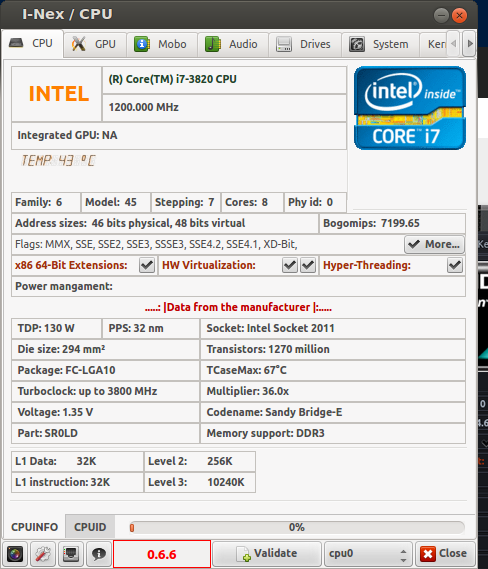 I-Nex / CPU
CPU GPU Mobo Audio Drives System Ker
INTEL
(R) Core(TM) i7-3820 CPU
1200.000 MHz
Integrated GPU: NA
intel inside™
CORE™ i7
TEMP: 43 °C
Family: 6 Model: 45 Stepping: 7 Cores: 8 Phy id: 0
Address sizes: 46 bits physical, 48 bits virtual Bogomips: 7199.65
Flags: MMX, SSE, SSE2, SSE3, SSSE3, SSE4.2, SSE4.1, XD-Bit, More...
x86 64-Bit Extensions: HW Virtualization: Hyper-Threading:
Power mangament:
.....: |Data from the manufacturer |:.....
TDP: 130 W PPS: 32 nm Socket: Intel Socket 2011
Die size: 294 mm² Transistors: 1270 million
Package: FC-LGA10 TCaseMax: 67°C
Turboclock: up to 3800 MHz Multiplier: 36.0x
Voltage: 1.35 V Codename: Sandy Bridge-E
Part: SR0LD Memory support: DDR3
L1 Data: 32K Level 2: 256K
L1 instruction: 32K Level 3: 10240K
CPUINFO CPUID 0%
0.6.6 Validate cpu0 Close